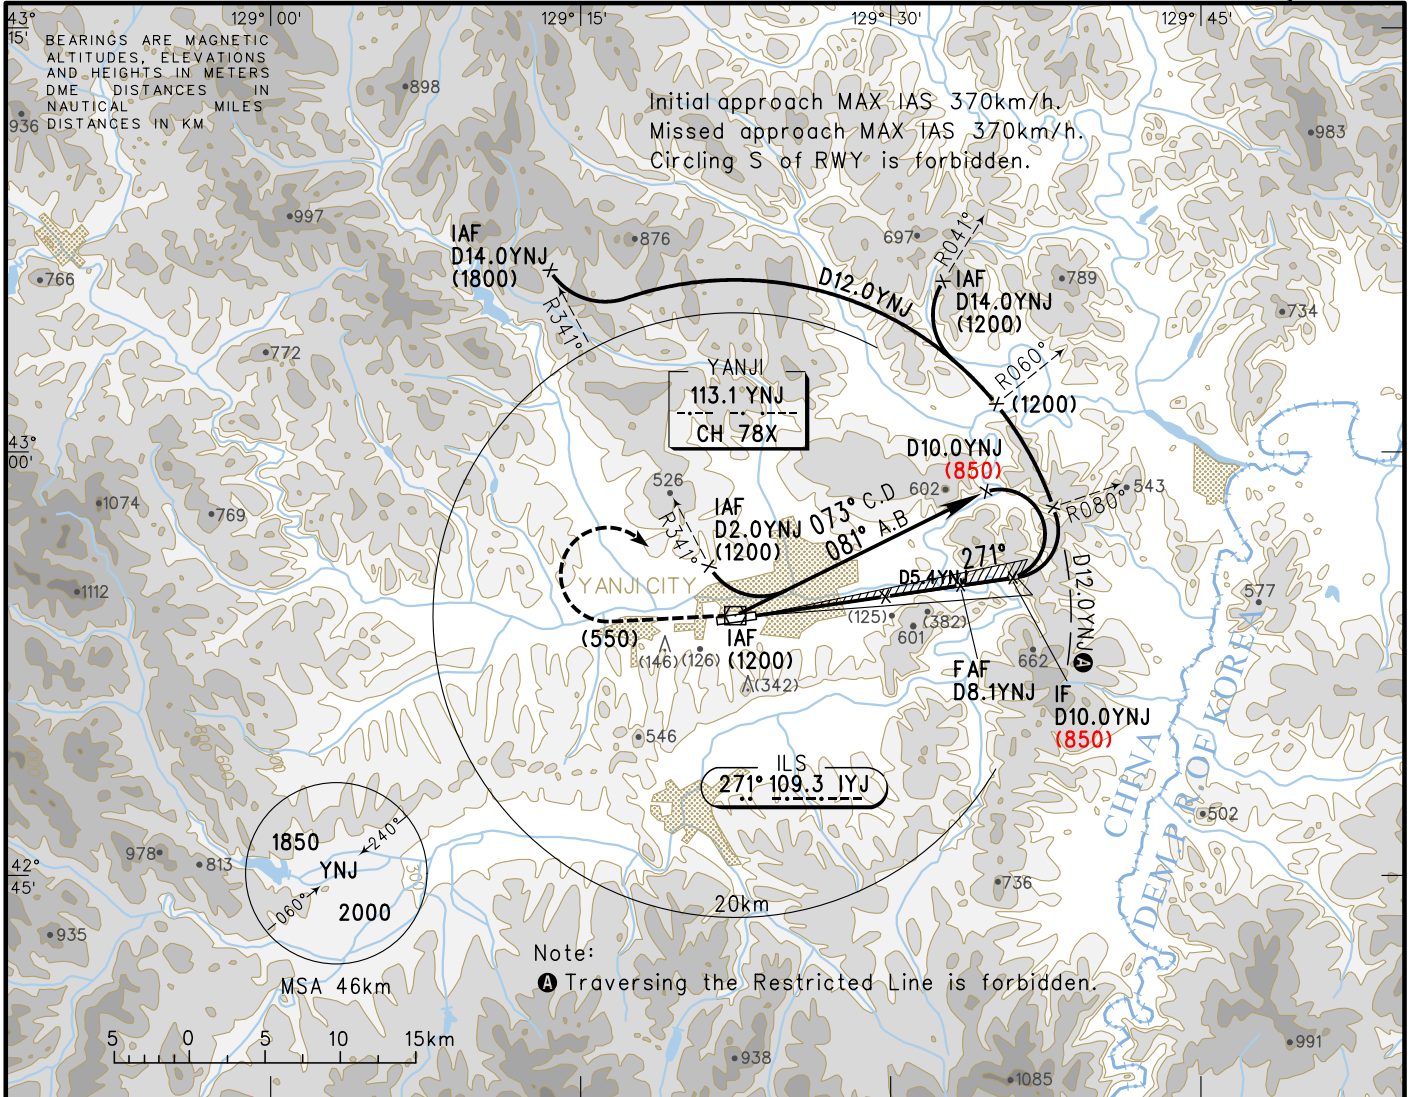 129° 00'
129° 15'
129° 30'
129° 45'
43°
15'
BEARINGS ARE MAGNETIC
ALTITUDES, ELEVATIONS
AND HEIGHTS IN METERS
DME DISTANCES IN
NAUTICAL MILES
DISTANCES IN KM
936
898
Initial approach MAX IAS 370km/h.
Missed approach MAX IAS 370km/h.
Circling S of RWY is forbidden.
983
997
876
697
R041°
766
IAF
D14.0YNJ
(1800)
R341°
D12.0YNJ
IAF
D14.0YNJ
(1200)
789
734
772
R060°
(1200)
YANJI
113.1 YNJ
CH 78X
43°
00'
D10.0YNJ
(850)
602
543
R080°
1074
769
526
R341°
IAF
D2.0YNJ
(1200)
073° C.D
081° A.B
271°
D5.4YNJ
D12.0YNJ
A
1112
YANJI CITY
577
(550)
(146)
(126)
IAF
(1200)
(342)
(125)
601
(382)
662
FAF
D8.1YNJ
IF
D10.0YNJ
(850)
546
800
600
ILS
271° 109.3 IYJ
CHINA
DEM.P.R.OF KOREA
502
978
813
42°
45'
1850
240°
YNJ
060°
2000
300
MSA 46km
736
20km
935
Note:
A Traversing the Restricted Line is forbidden.
5 0 5 10 15km
938
991
1085